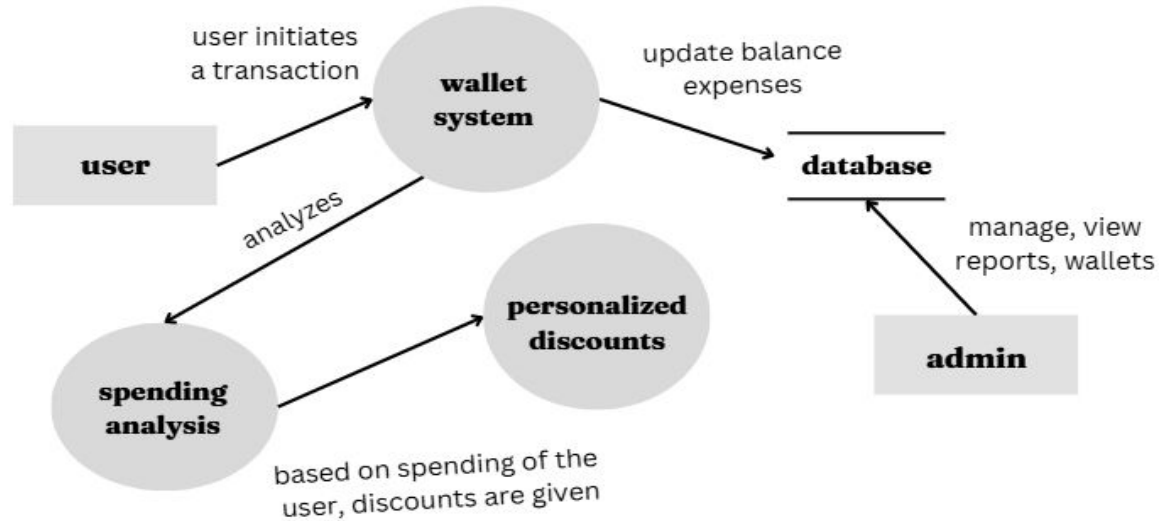 user initiates
a transaction
wallet
system
update balance
expenses
user
database
analyzes
manage, view
reports, wallets
personalized
discounts
admin
spending
analysis
based on spending of the
user, discounts are given